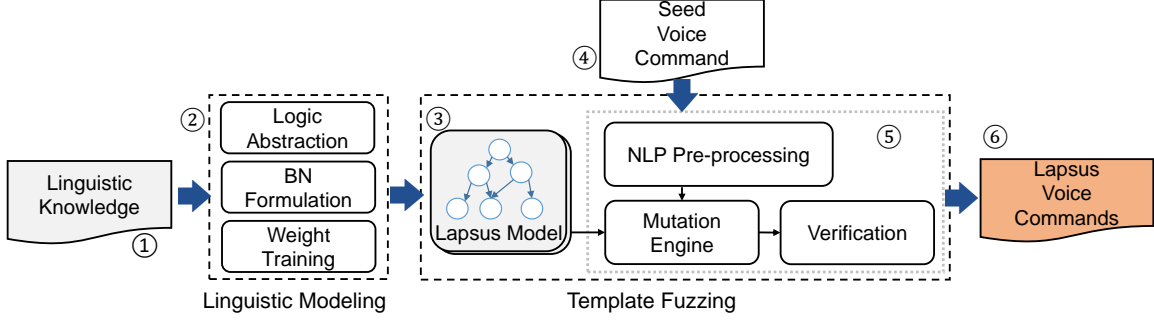 Seed
Voice
Command
④
②
Logic
Abstraction
BN
Formulation
Weight
Training
Linguistic Modeling
Linguistic
Knowledge
①
③
Lapsus Model
⑤
NLP Pre-processing
Mutation
Engine
Verification
Template Fuzzing
⑥
Lapsus
Voice
Commands